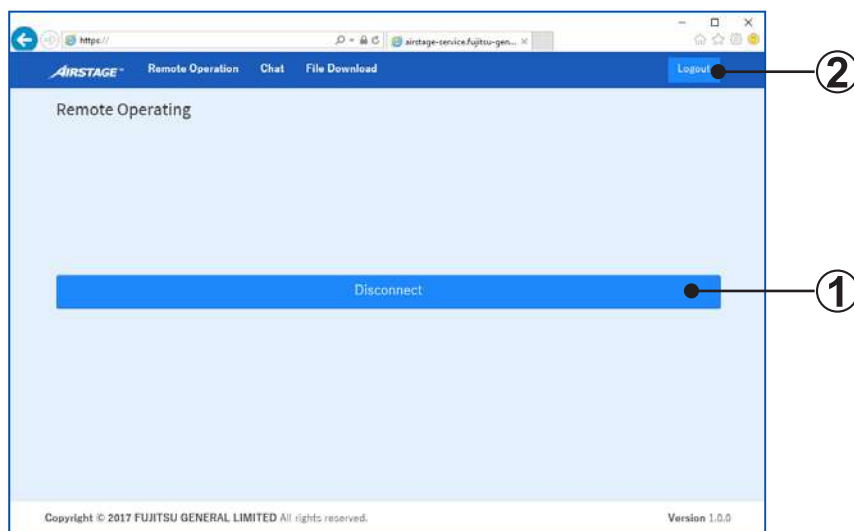 https://
airstage-service.fujitsu-gen...
AIRSTAGE™ Remote Operation Chat File Download Logout
2
Remote Operating
Disconnect
1
Copyright © 2017 FUJITSU GENERAL LIMITED All rights reserved. Version 1.0.0